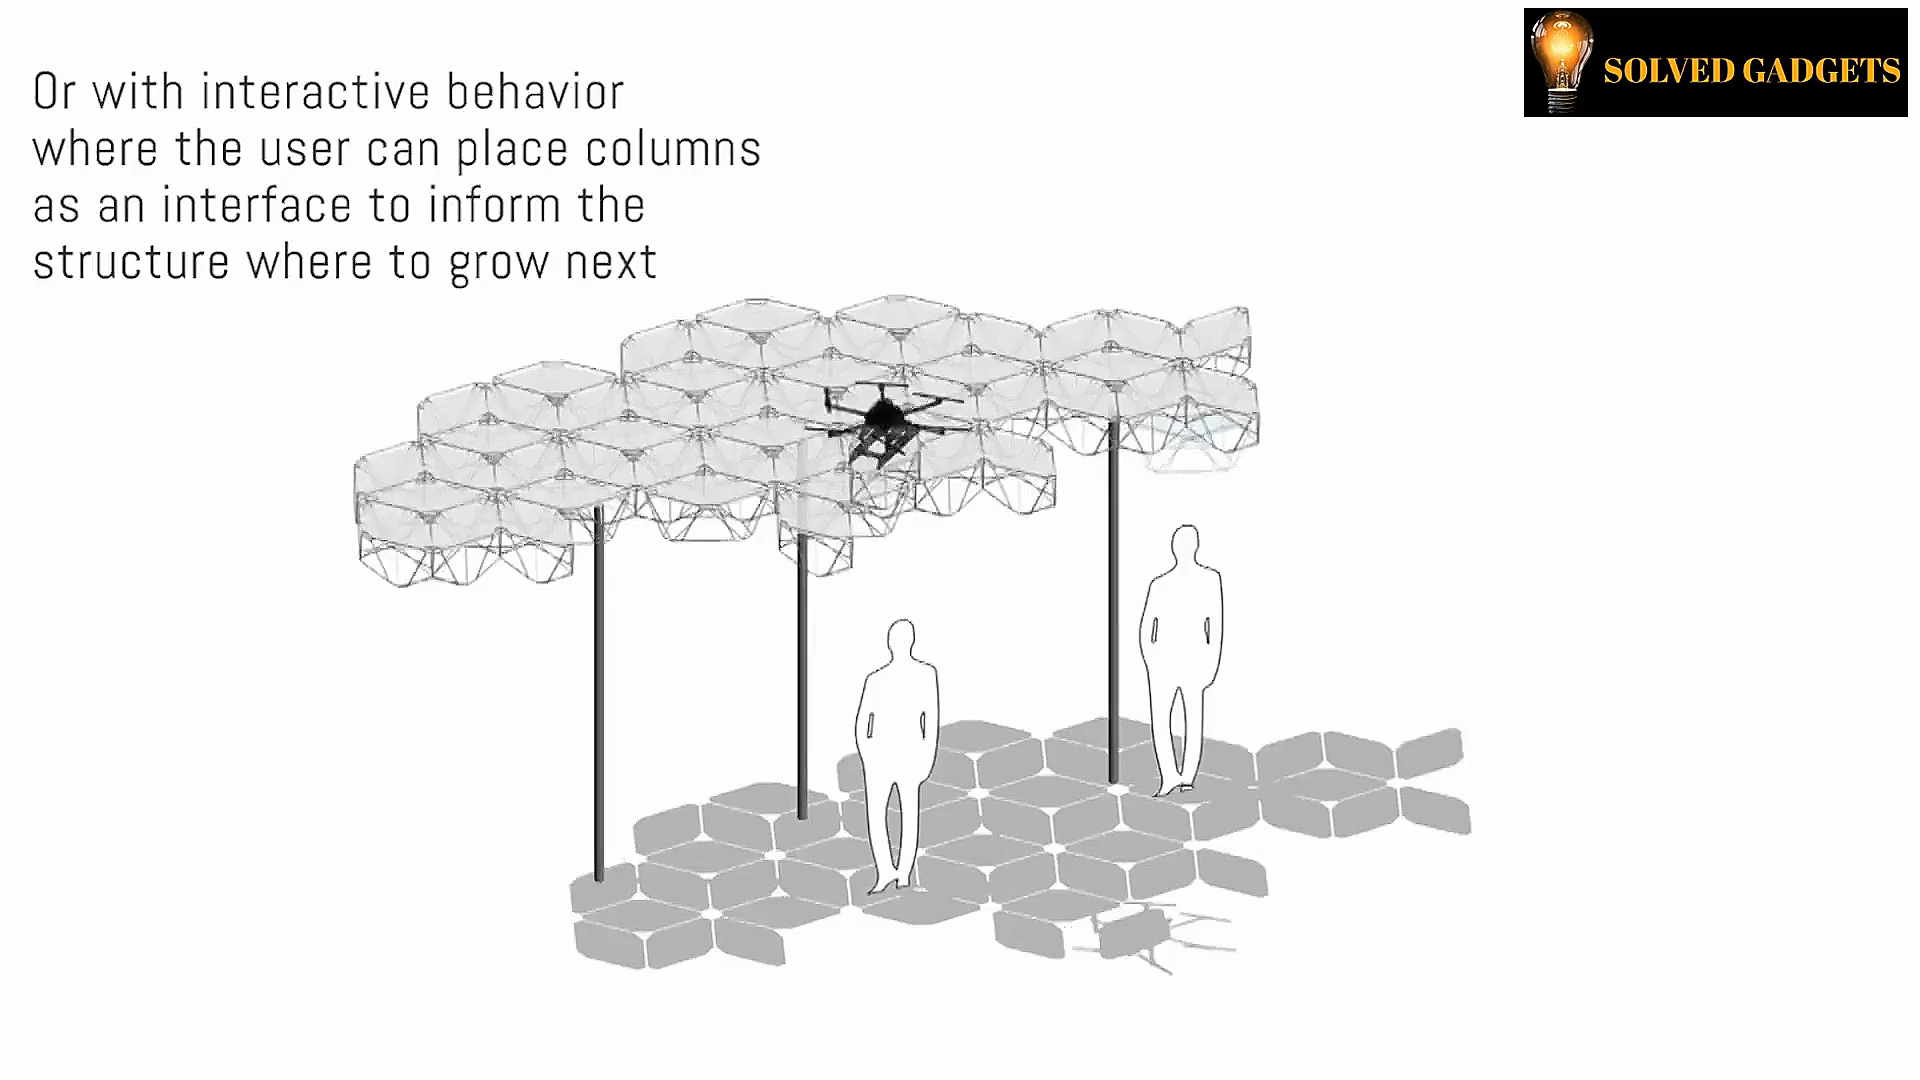 Or with interactive behavior
where the user can place columns
as an interface to inform the
structure where to grow next
SOLVED GADGETS